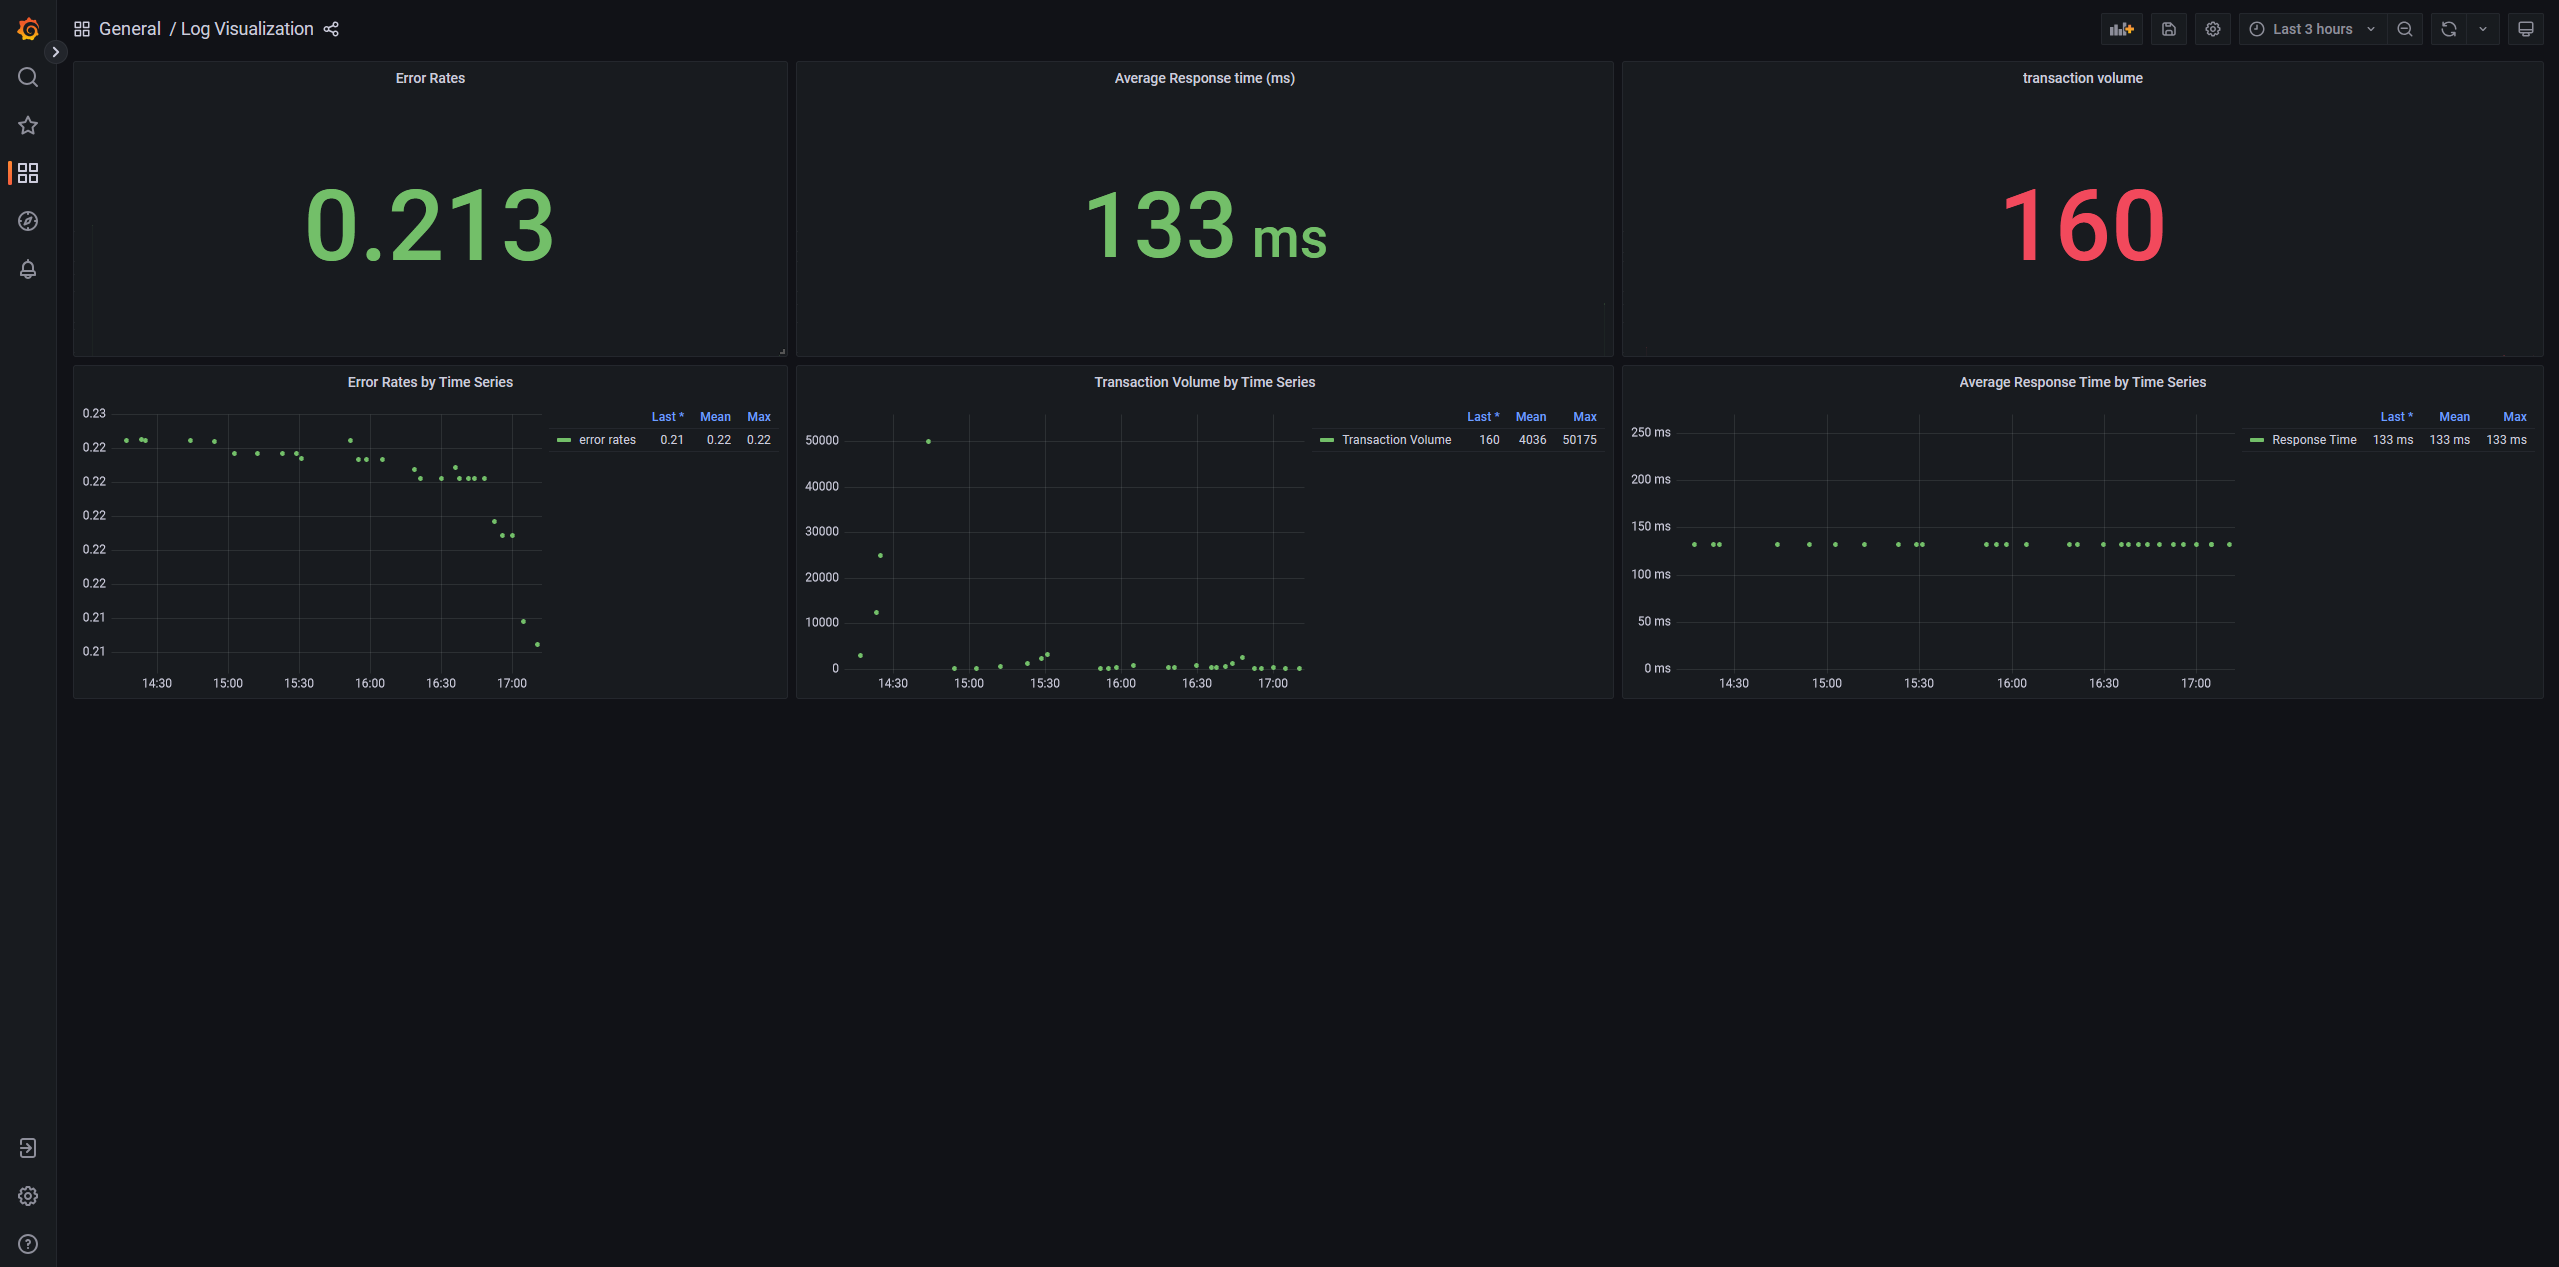 General / Log Visualization
Last 3 hours
Error Rates
0.213
Average Response time (ms)
133 ms
transaction volume
160
Error Rates by Time Series
0.23
0.22
0.22
0.22
0.22
0.22
0.21
0.21
14:30 15:00 15:30 16:00 16:30 17:00
Last * Mean Max
error rates 0.21 0.22 0.22
Transaction Volume by Time Series
50000
40000
30000
20000
10000
0
14:30 15:00 15:30 16:00 16:30 17:00
Last * Mean Max
Transaction Volume 160 4036 50175
Average Response Time by Time Series
250 ms
200 ms
150 ms
100 ms
50 ms
0 ms
14:30 15:00 15:30 16:00 16:30 17:00
Last * Mean Max
Response Time 133 ms 133 ms 133 ms